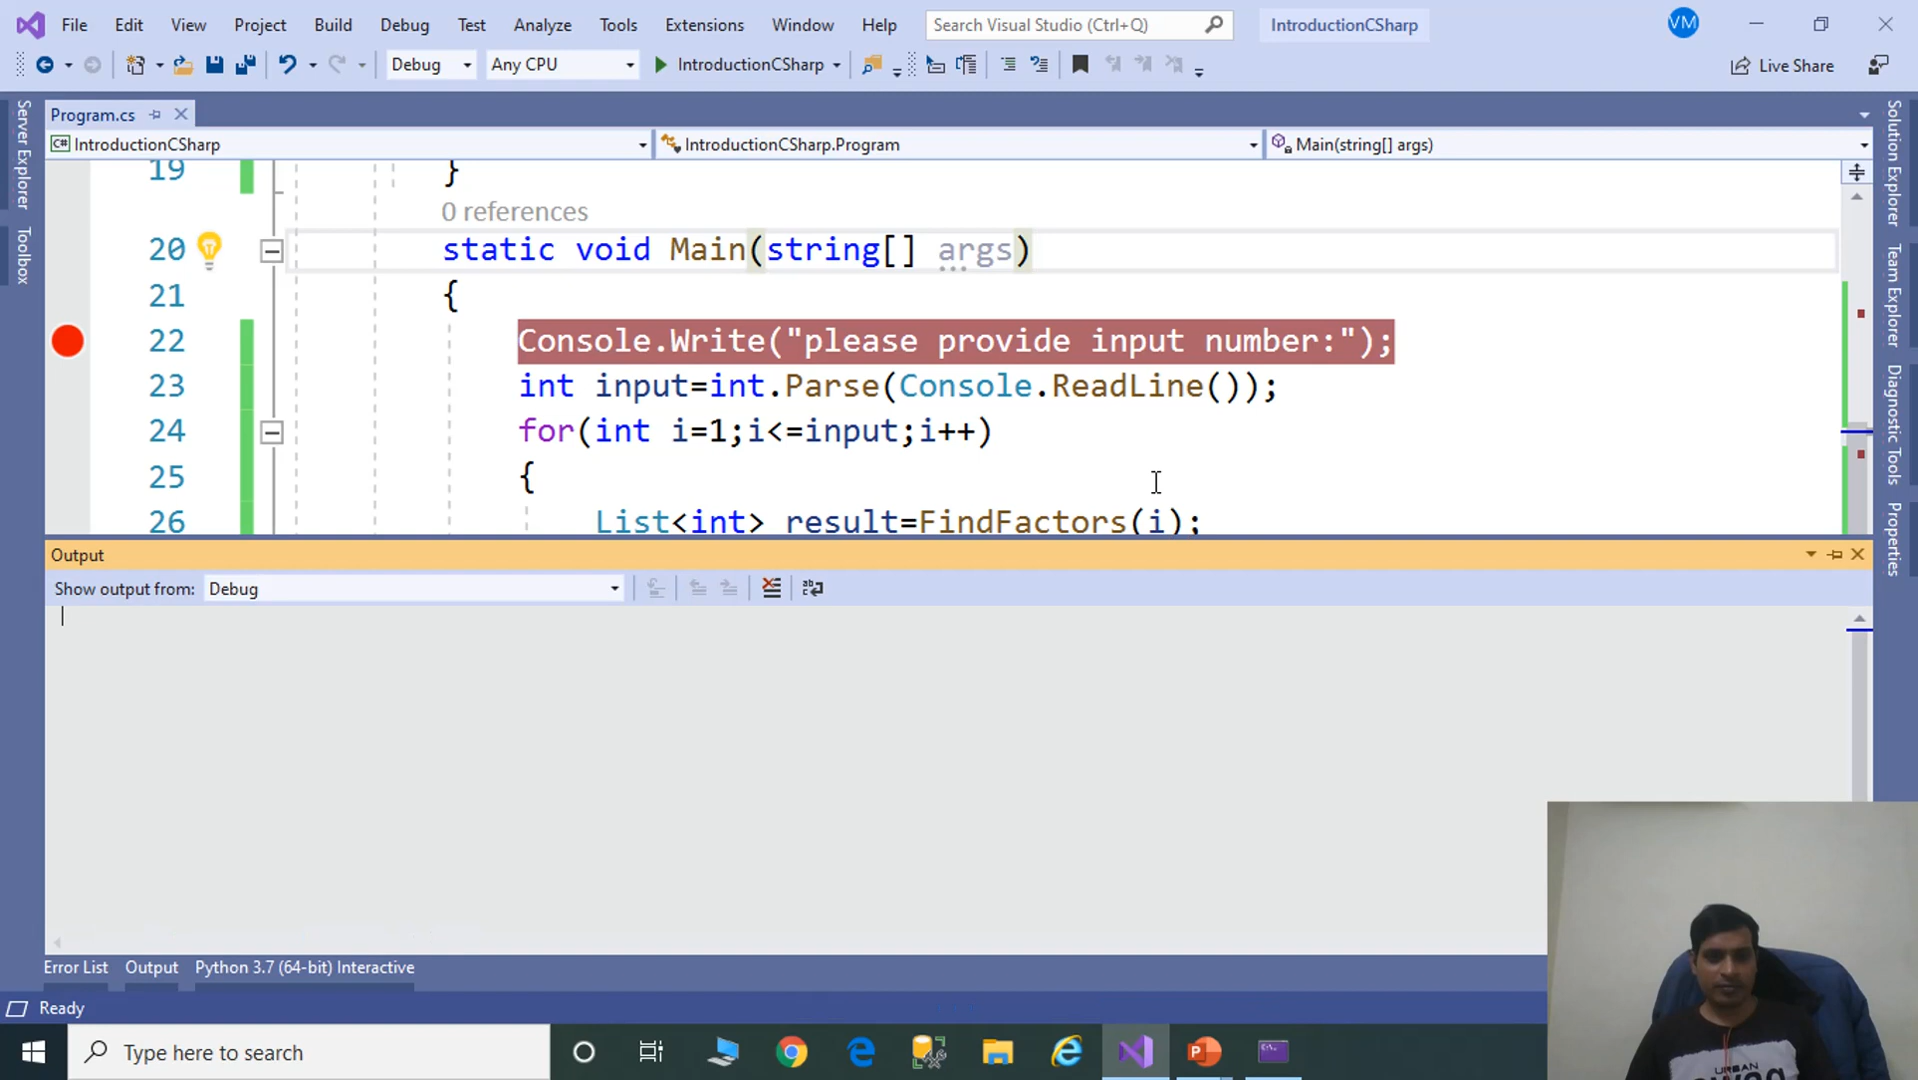 File Edit View Project Build Debug Test Analyze Tools Extensions Window Help Search Visual Studio (Ctrl+Q) IntroductionCSharp VM
Debug Any CPU IntroductionCSharp Live Share
Program.cs
IntroductionCSharp IntroductionCSharp.Program Main(string[] args)
Server Explorer
Toolbox
Solution Explorer
Team Explorer
Diagnostic Tools
Properties
19 }
0 references
20 static void Main(string[] args)
21 {
22 Console.Write("please provide input number:");
23 int input=int.Parse(Console.ReadLine());
24 for(int i=1;i<=input;i++)
25 {
26 List<int> result=FindFactors(i);
Output
Show output from: Debug
Error List Output Python 3.7 (64-bit) Interactive
Ready
Type here to search
URBAN